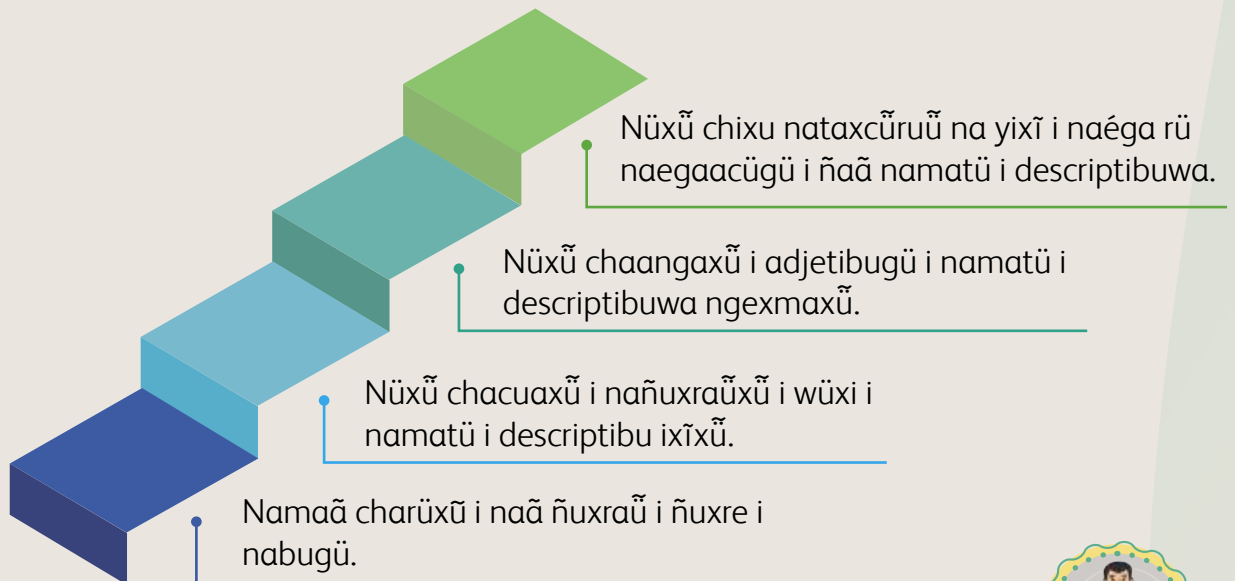 Nüxü̃ chixu nataxcü̃ruü̃ na yixĩ i naéga rü
naegaacügü i ñaã namatü i descriptibuwa.
Nüxü̃ chaangaxü̃ i adjetibugü i namatü i
descriptibuwa ngexmaxü̃.
Nüxü̃ chacuaxü̃ i nañuxraü̃xü̃ i wüxi i
namatü i descriptibu ixĩxü̃.
Namaã charüxũ i naã ñuxraü̃ i ñuxre i
nabugü.